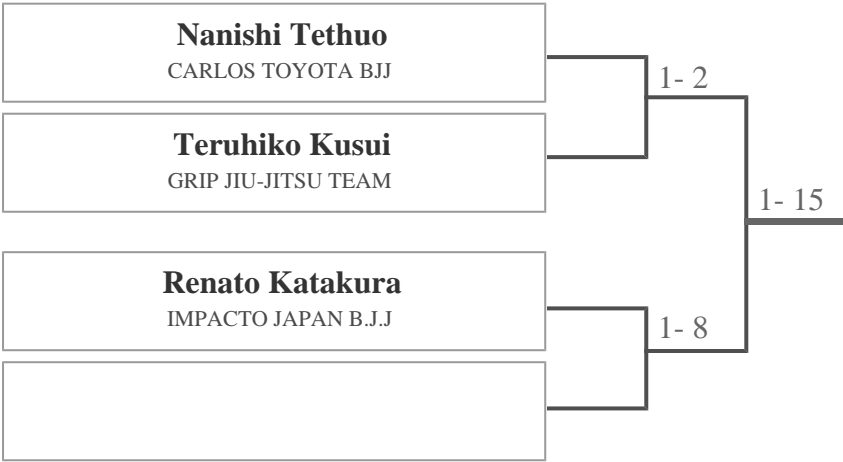 Nanishi Tethuo
CARLOS TOYOTA BJJ
1- 2
Teruhiko Kusui
GRIP JIU-JITSU TEAM
1- 15
Renato Katakura
IMPACTO JAPAN B.J.J
1- 8